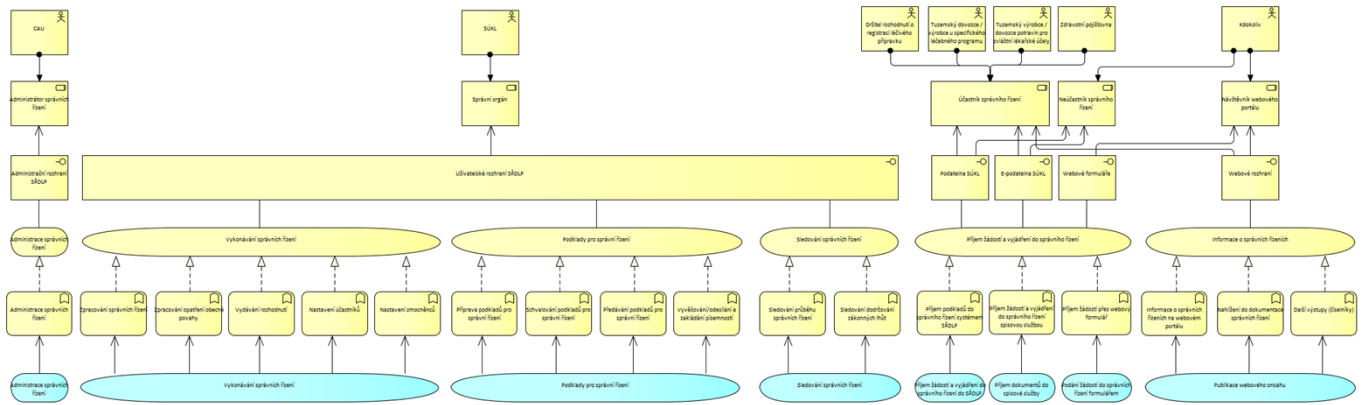 CAU
SÚKL
Držitel rozhodnutí o
registraci léčivého
přípravku
Tuzemský dovozce /
výrobce u specifického
léčebného programu
Tuzemský výrobce /
dovozce potravin pro
zvláštní lékařské účely
Zdravotní pojišťovna
Kdokoliv
Administrátor správních
řízení
Správní orgán
Účastník správního řízení
Neúčastník správního
řízení
Návštěvník webového
portálu
Administrační rozhraní
SŘDLP
Uživatelské rozhraní SŘDLP
Podatelna SÚKL
E-podatelna SÚKL
Webové formuláře
Webové rozhraní
Administrace správních
řízení
Vykonávání správních řízení
Podklady pro správní řízení
Sledování správních řízení
Příjem žádostí a vyjádření do správního řízení
Informace o správních řízeních
Administrace správních
řízení
Zpracování správních řízení
Zpracování opatření obecné
povahy
Vydávání rozhodnutí
Nastavení účastníků
Nastavení zmocněnců
Příprava podkladů pro
správní řízení
Schvalování podkladů pro
správní řízení
Předávání podkladů pro
správní řízení
Vyvěšování/odeslání a
zakládání písemností
Sledování průběhu
správních řízení
Sledování dodržování
zákonných lhůt
Příjem podkladů do
správního řízení systémem
SŘDLP
Příjem žádostí a vyjádření
do správního řízení
spisovou službou
Příjem žádostí přes webový
formulář
Informace o správních
řízeních na webovém
portálu
Nahlížení do dokumentace
správních řízení
Další výstupy (číselníky)
Administrace správních
řízení
Vykonávání správních řízení
Podklady pro správní řízení
Sledování správních řízení
Příjem žádostí a vyjádření do
správního řízení do SŘDLP
Příjem dokumentů do
spisové služby
Podání žádostí do správních
řízení formulářem
Publikace webového obsahu